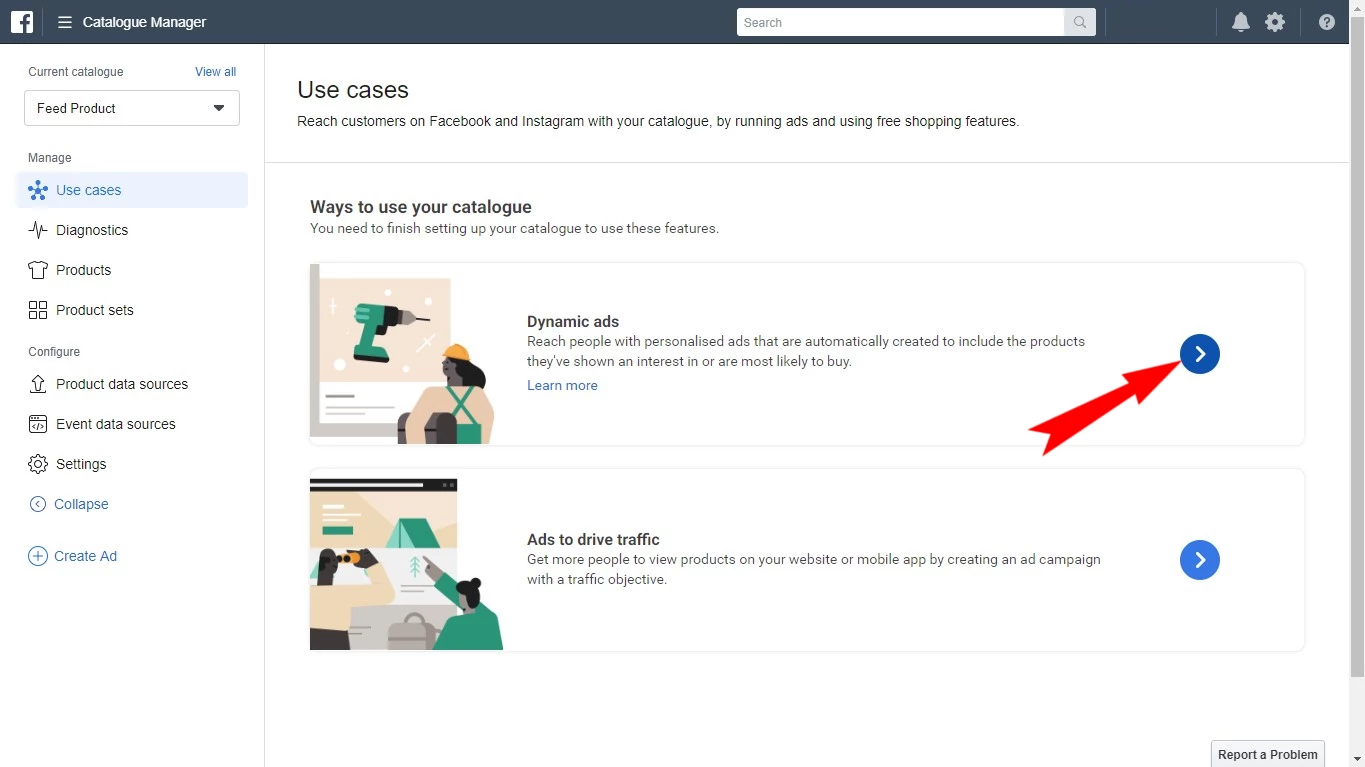 Catalogue Manager
Search
Current catalogue
View all
Feed Product
Manage
Use cases
Diagnostics
Products
Product sets
Configure
Product data sources
Event data sources
Settings
Collapse
Create Ad
Use cases
Reach customers on Facebook and Instagram with your catalogue, by running ads and using free shopping features.
Ways to use your catalogue
You need to finish setting up your catalogue to use these features.
Dynamic ads
Reach people with personalised ads that are automatically created to include the products
they've shown an interest in or are most likely to buy.
Learn more
Ads to drive traffic
Get more people to view products on your website or mobile app by creating an ad campaign
with a traffic objective.
Report a Problem